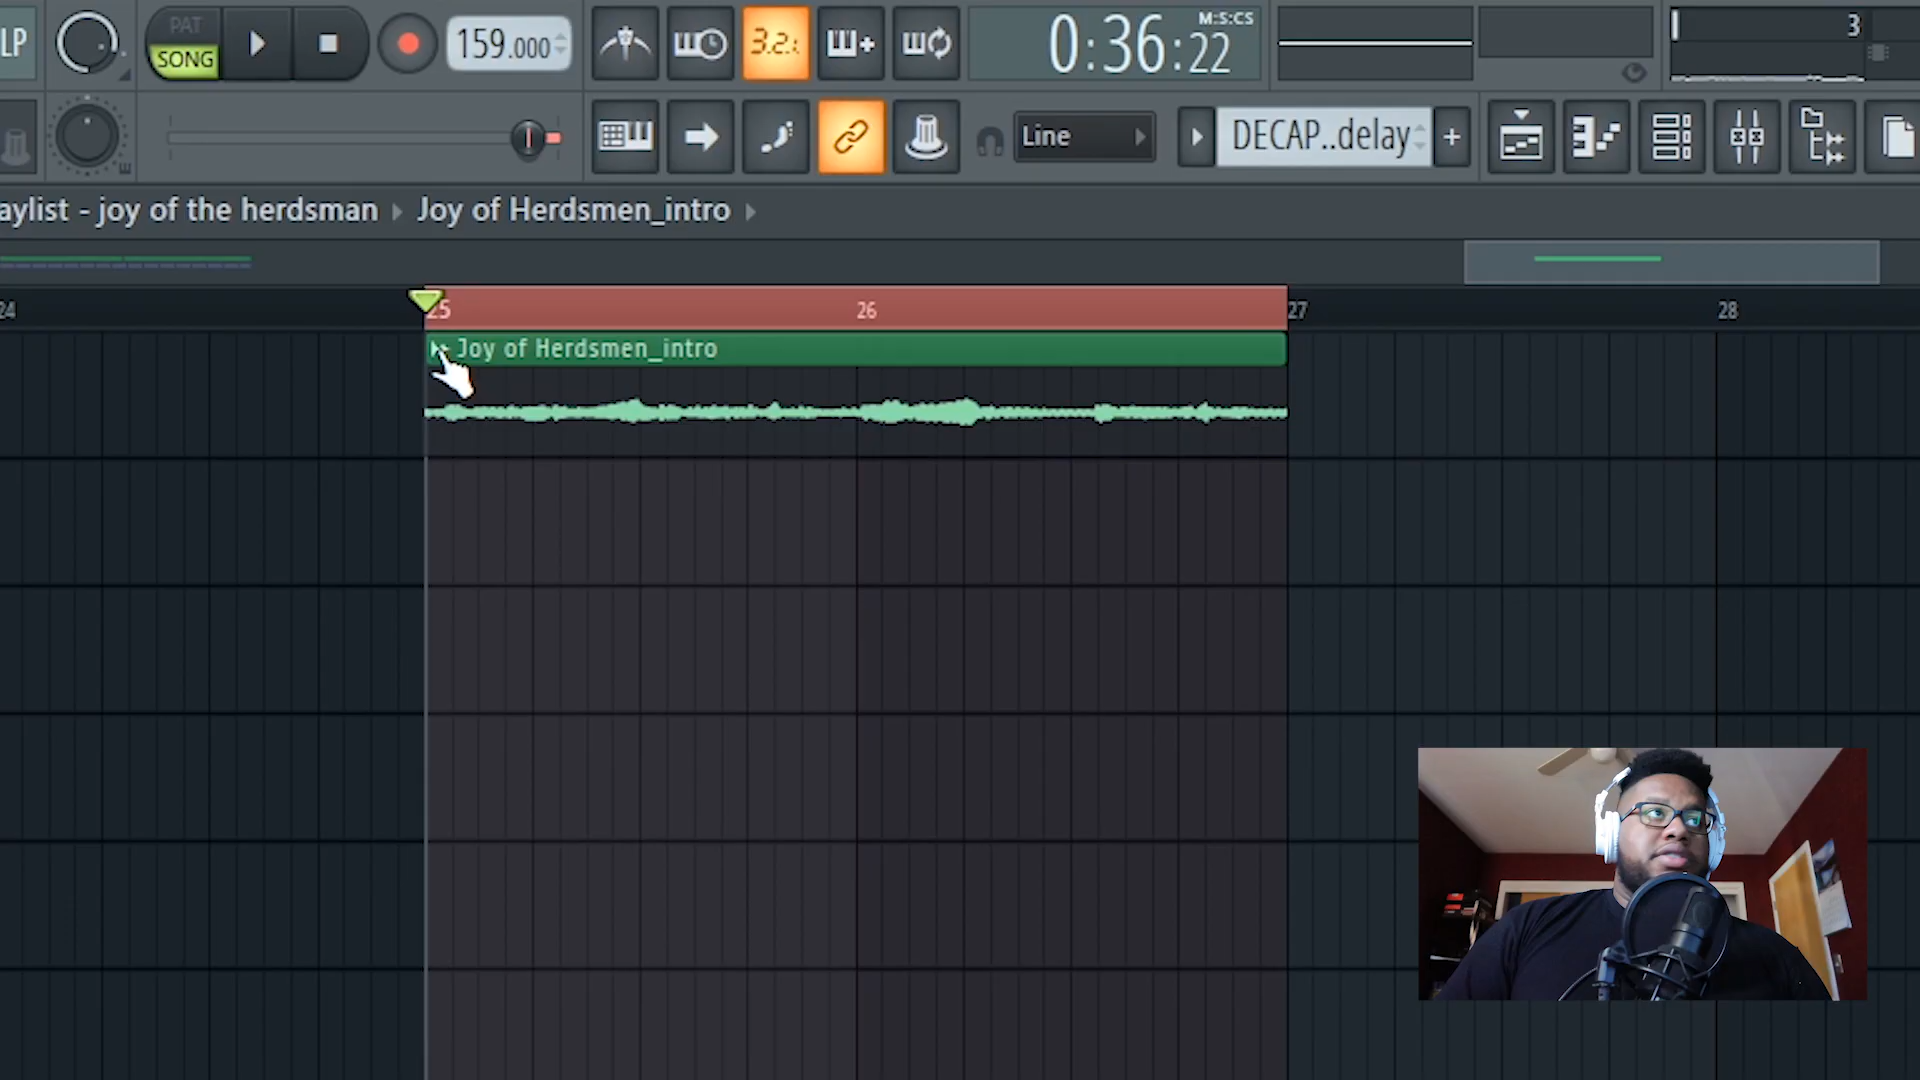 LP
PAT
SONG
159.000
3.2.
0:36:22
M:S:CS
3
Line
DECAP..delay
aylist - joy of the herdsman
Joy of Herdsmen_intro
24
25
26
27
28
Joy of Herdsmen_intro